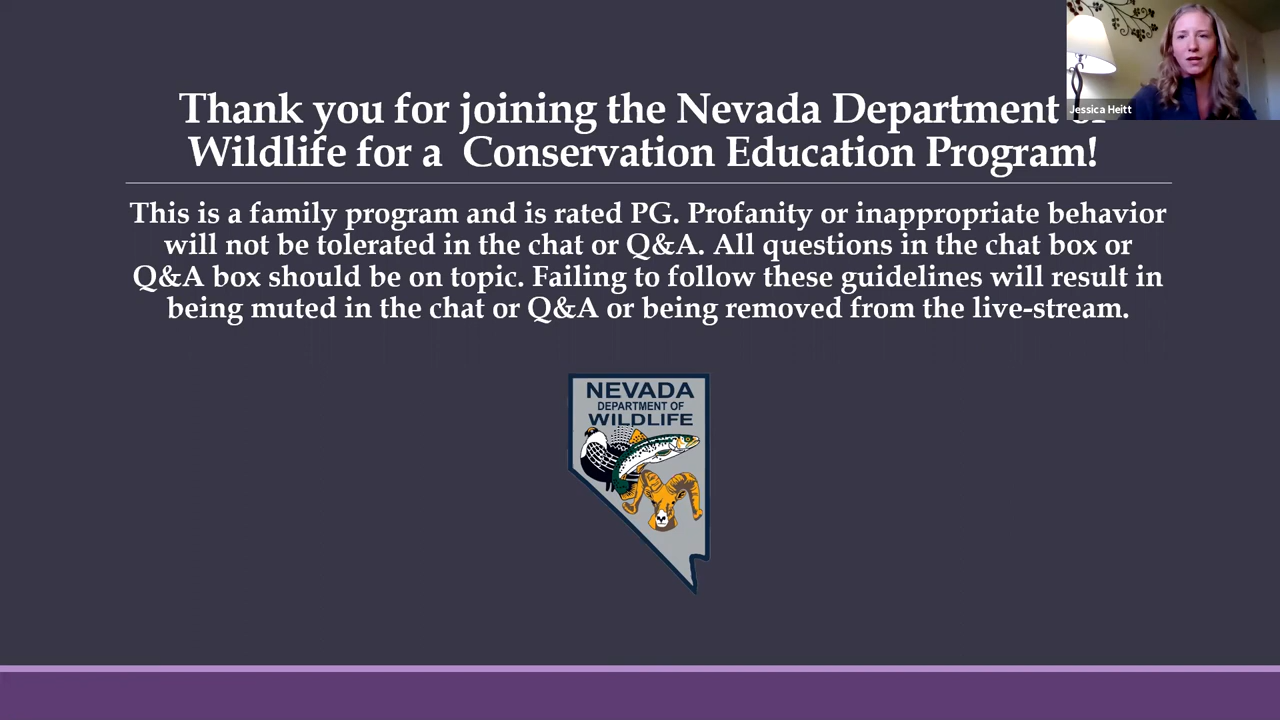 Thank you for joining the Nevada Department of
Wildlife for a Conservation Education Program!
Jessica Heitt
This is a family program and is rated PG. Profanity or inappropriate behavior
will not be tolerated in the chat or Q&A. All questions in the chat box or
Q&A box should be on topic. Failing to follow these guidelines will result in
being muted in the chat or Q&A or being removed from the live-stream.
NEVADA
DEPARTMENT OF
WILDLIFE